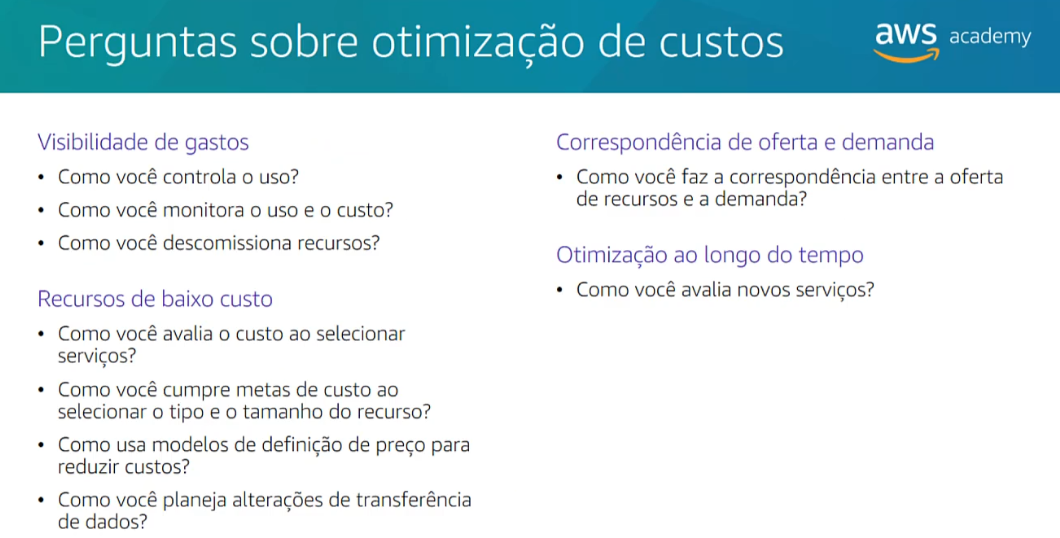 Perguntas sobre otimização de custos
aws academy
Visibilidade de gastos
• Como você controla o uso?
• Como você monitora o uso e o custo?
• Como você descomissiona recursos?
Recursos de baixo custo
• Como você avalia o custo ao selecionar
serviços?
• Como você cumpre metas de custo ao
selecionar o tipo e o tamanho do recurso?
• Como usa modelos de definição de preço para
reduzir custos?
• Como você planeja alterações de transferência
de dados?
Correspondência de oferta e demanda
• Como você faz a correspondência entre a oferta
de recursos e a demanda?
Otimização ao longo do tempo
• Como você avalia novos serviços?